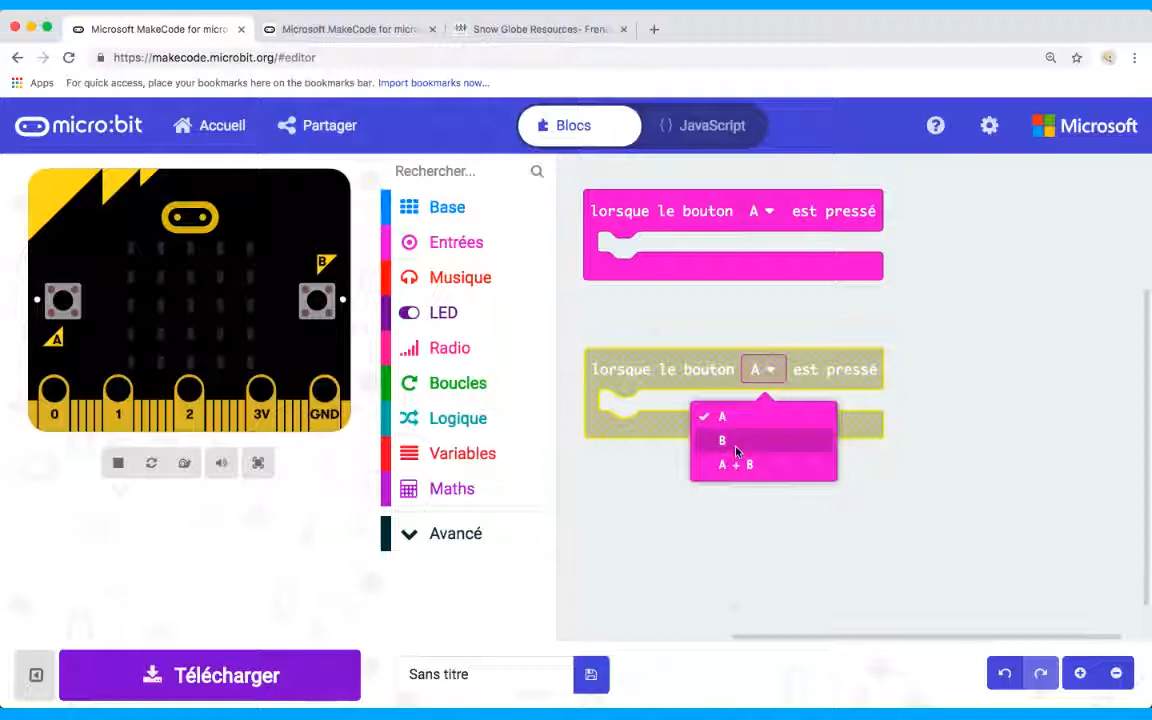 Microsoft MakeCode for micro
Microsoft MakeCode for micro
Snow Globe Resources- Fren
https://makecode.microbit.org/#editor
Apps
For quick access, place your bookmarks here on the bookmarks bar. Import bookmarks now...
micro:bit
Accueil
Partager
Blocs
{} JavaScript
Microsoft
Rechercher...
Base
Entrées
Musique
LED
Radio
Boucles
Logique
Variables
Maths
Avancé
B
A
0
1
2
3V
GND
lorsque le bouton A est pressé
lorsque le bouton A est pressé
A
B
A + B
Télécharger
Sans titre